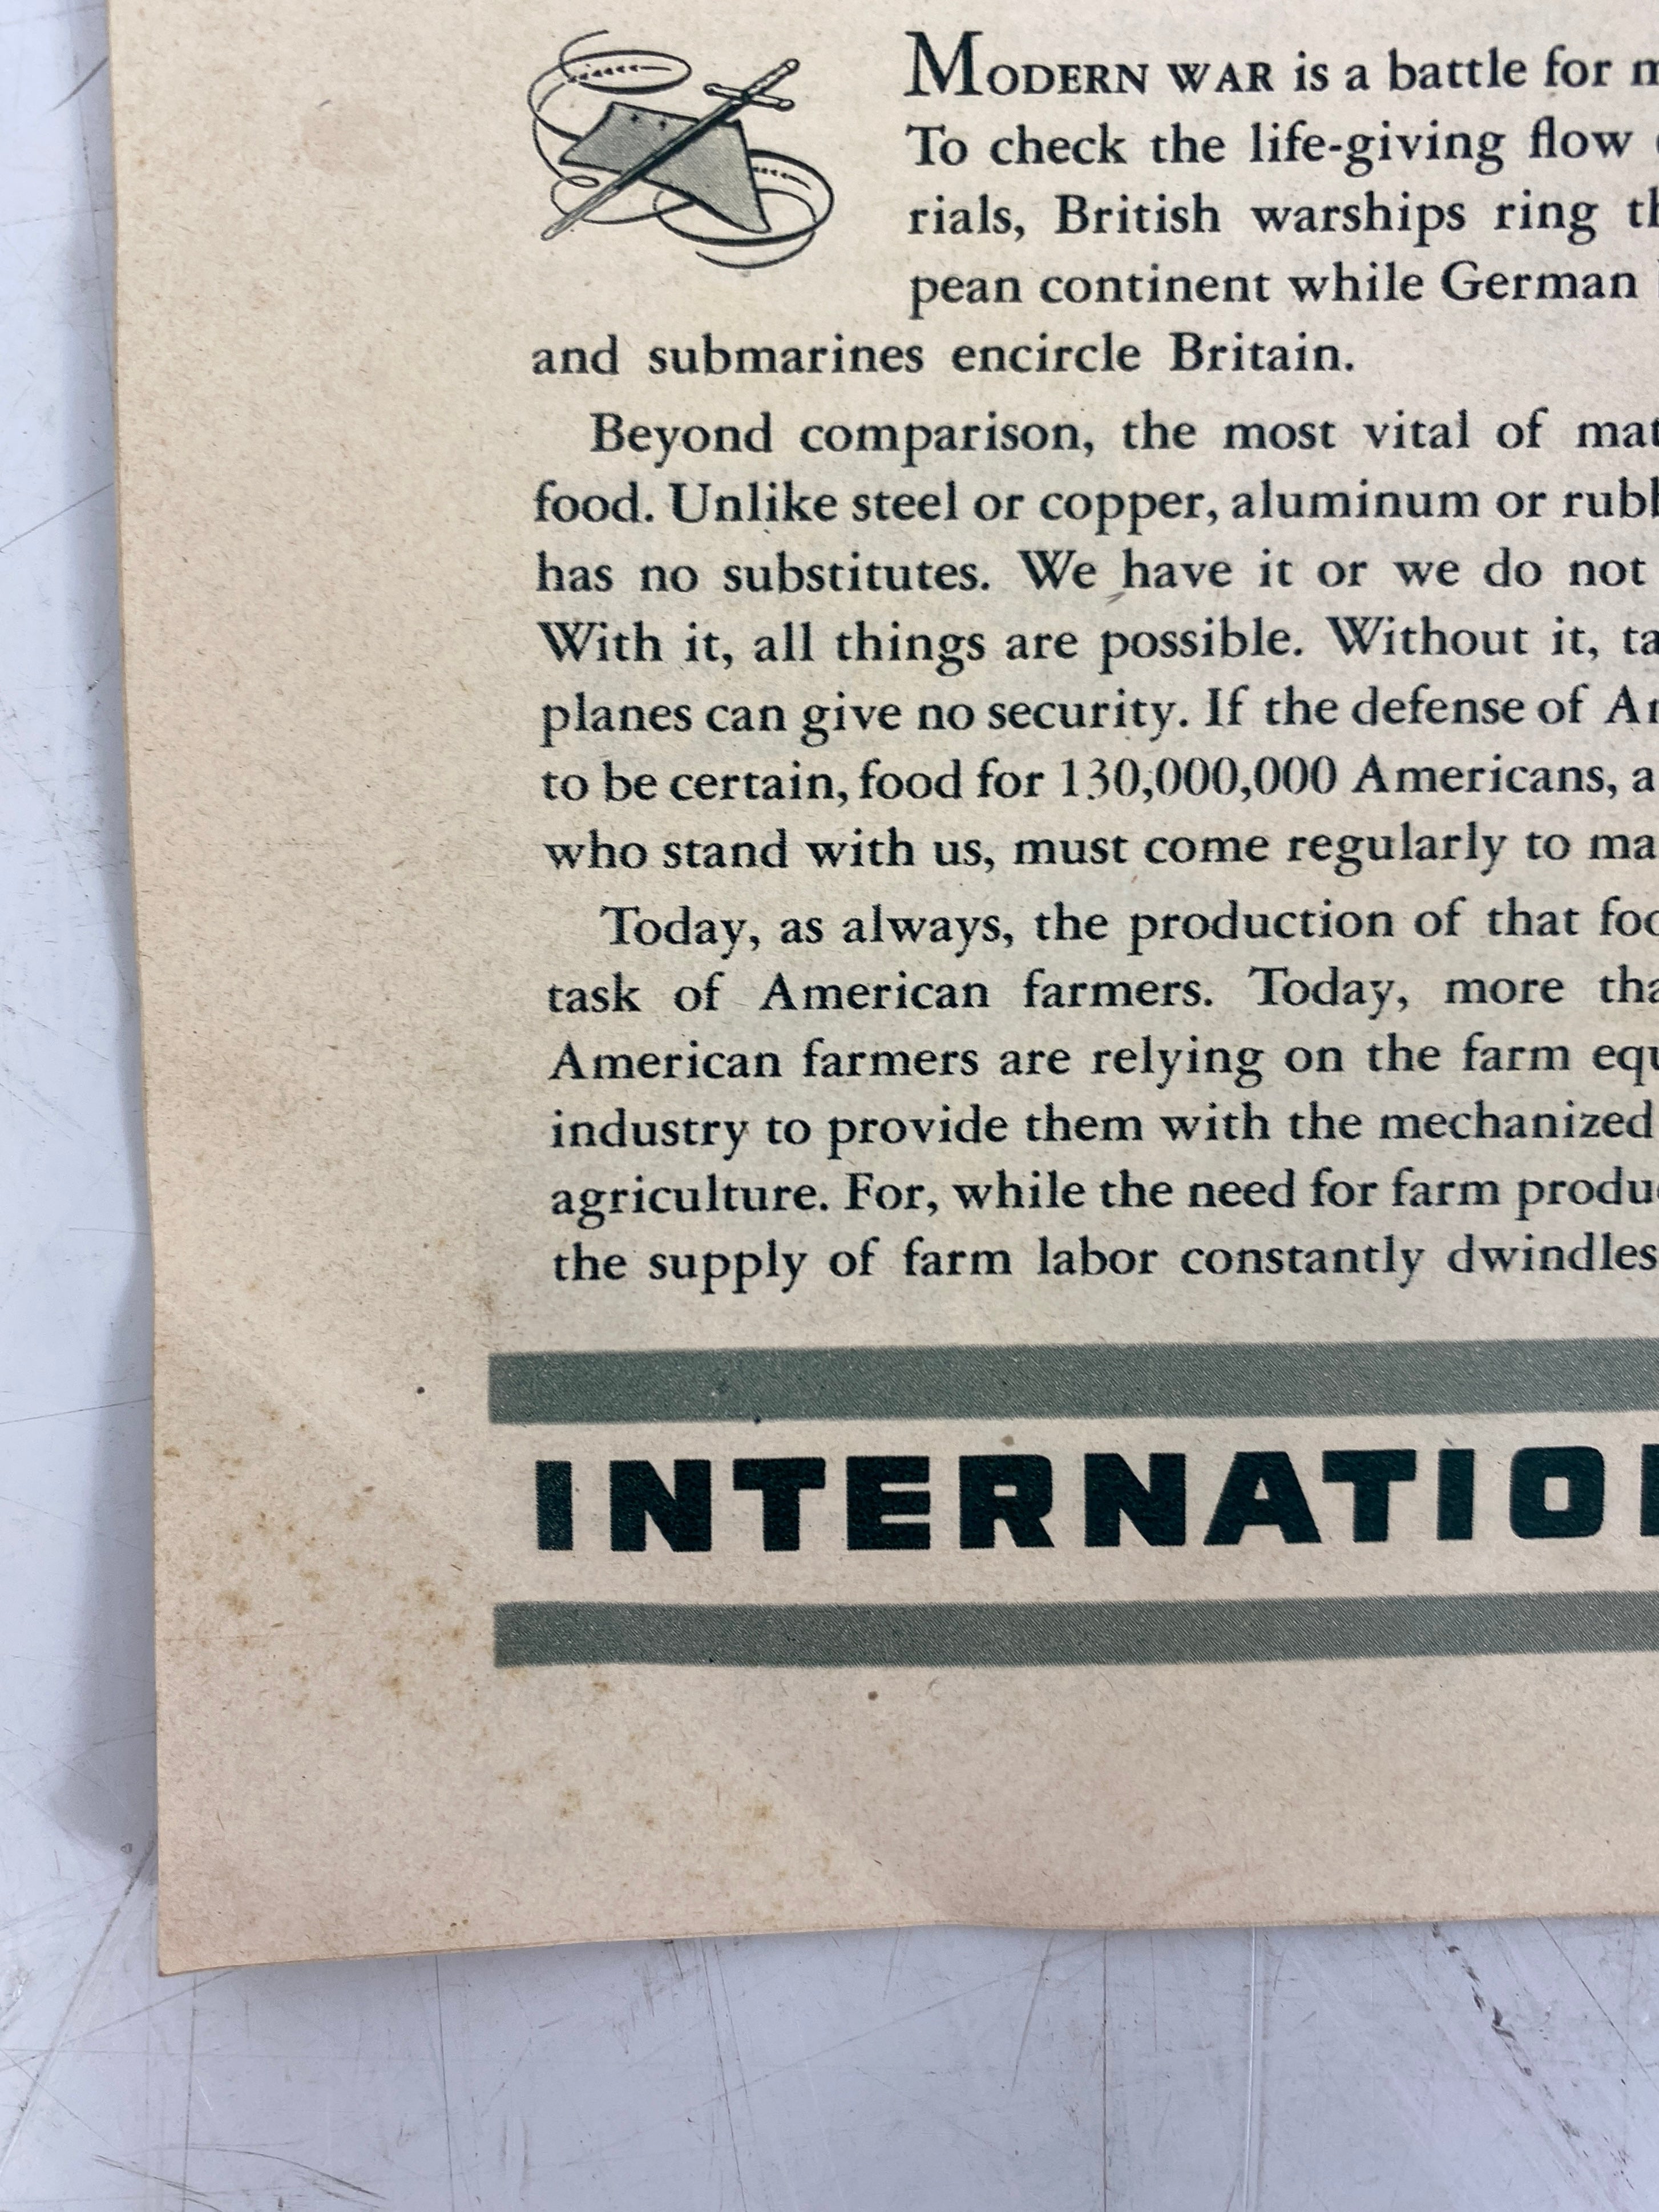 MODERN WAR is a battle for
To check the life-giving flow
rials, British warships ring
pean continent while German
and submarines encircle Britain.
Beyond comparison, the most vital of
food. Unlike steel or copper, aluminum or
has no substitutes. We have it or we do not
With it, all things are possible. Without it,
planes can give no security. If the defense of
to be certain, food for 130,000,000 Americans,
who stand with us, must come regularly to
Today, as always, the production of that
task of American farmers. Today, more
American farmers are relying on the farm
industry to provide them with the mechanized
agriculture. For, while the need for farm
the supply of farm labor constantly dwindles